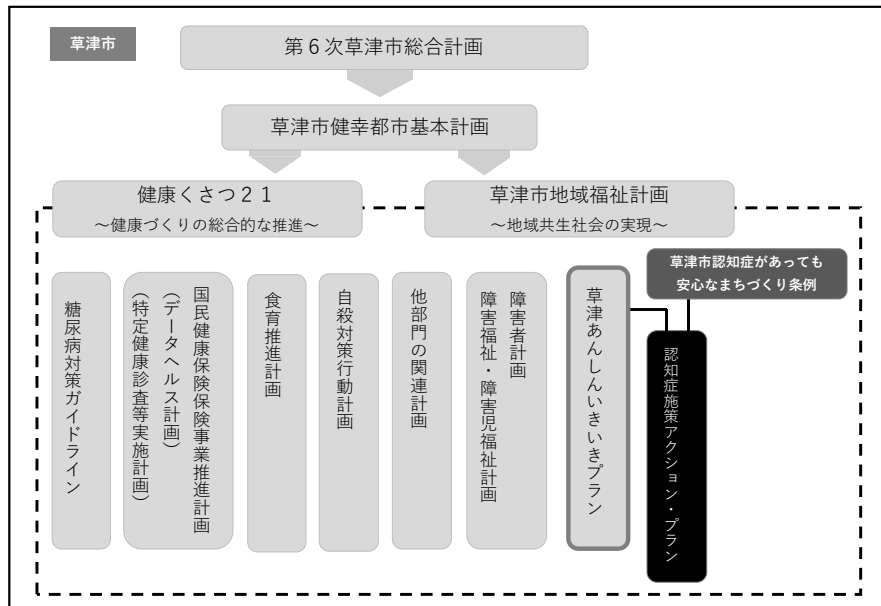 草津市
第６次草津市総合計画
草津市健幸都市基本計画
健康くさつ２１
～健康づくりの総合的な推進～
草津市地域福祉計画
～地域共生社会の実現～
草津市認知症があっても
安心なまちづくり条例
糖尿病対策ガイドライン
国民健康保険保険事業推進計画
（データヘルス計画）
（特定健康診査等実施計画）
食育推進計画
自殺対策行動計画
他部門の関連計画
障害者計画
障害福祉・障害児福祉計画
草津あんしんいきいきプラン
認知症施策アクション・プラン